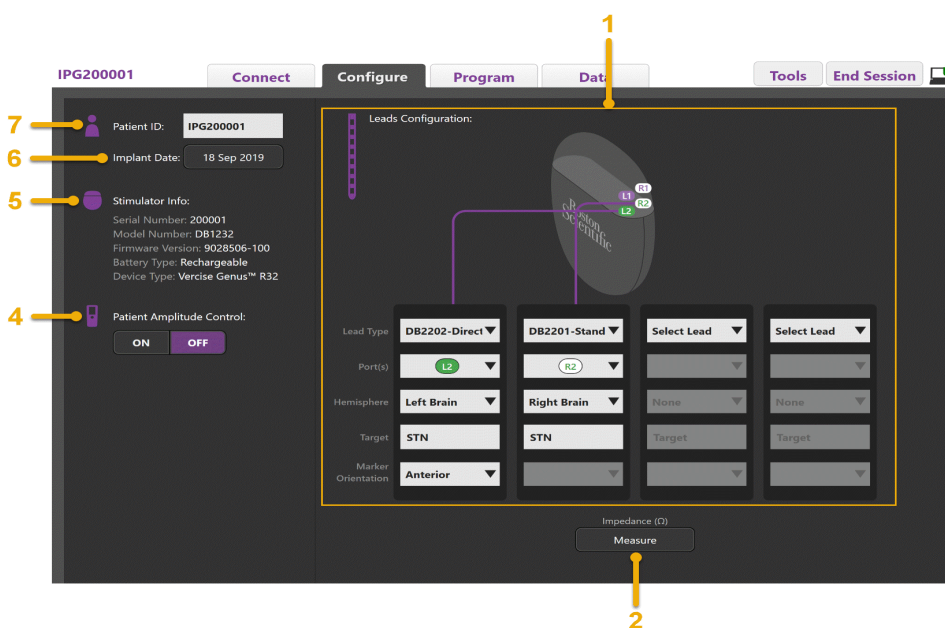 1
IPG200001
Connect
Configure
Program
Data
Tools
End Session
7
Patient ID:
IPG200001
6
Implant Date:
18 Sep 2019
5
Stimulator Info:
Serial Number: 200001
Model Number: DB1232
Firmware Version: 9028506-100
Battery Type: Rechargeable
Device Type: Vercise Genus™ R32
4
Patient Amplitude Control:
ON
OFF
Leads Configuration:
L1
R1
R2
L2
Boston
Scientific
Lead Type
DB2202-Direct
DB2201-Stand
Select Lead
Select Lead
Port(s)
L2
R2
Hemisphere
Left Brain
Right Brain
None
None
Target
STN
STN
Target
Target
Marker
Orientation
Anterior
Impedance (Ω)
Measure
2